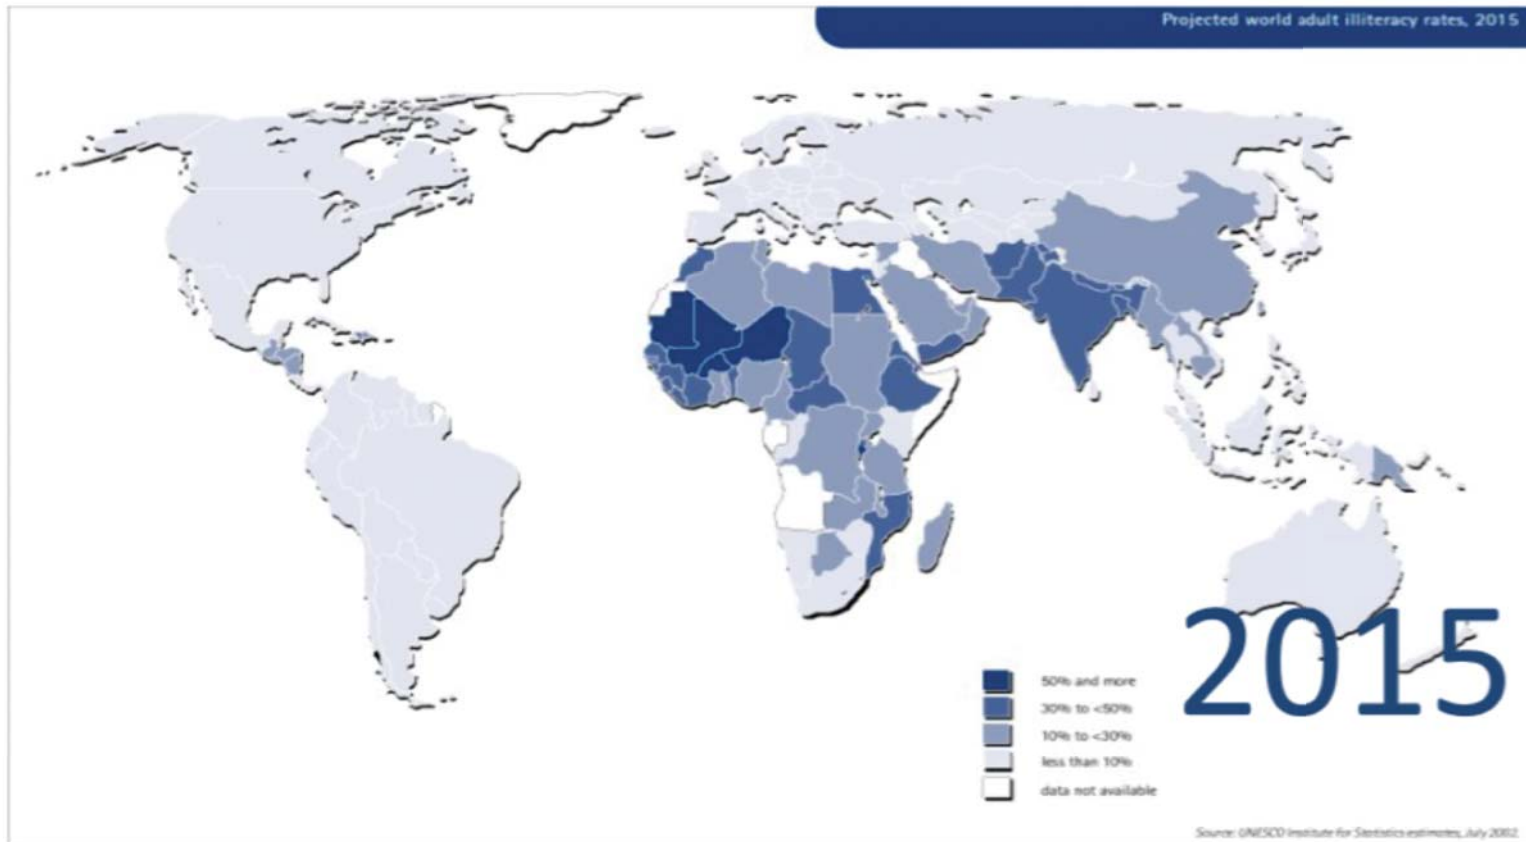 Projected world adult illiteracy rates, 2015
2015
50% and more
30% to <50%
10% to <30%
less than 10%
data not available
Source: UNESCO Institute for Statistics estimates, July 2002.